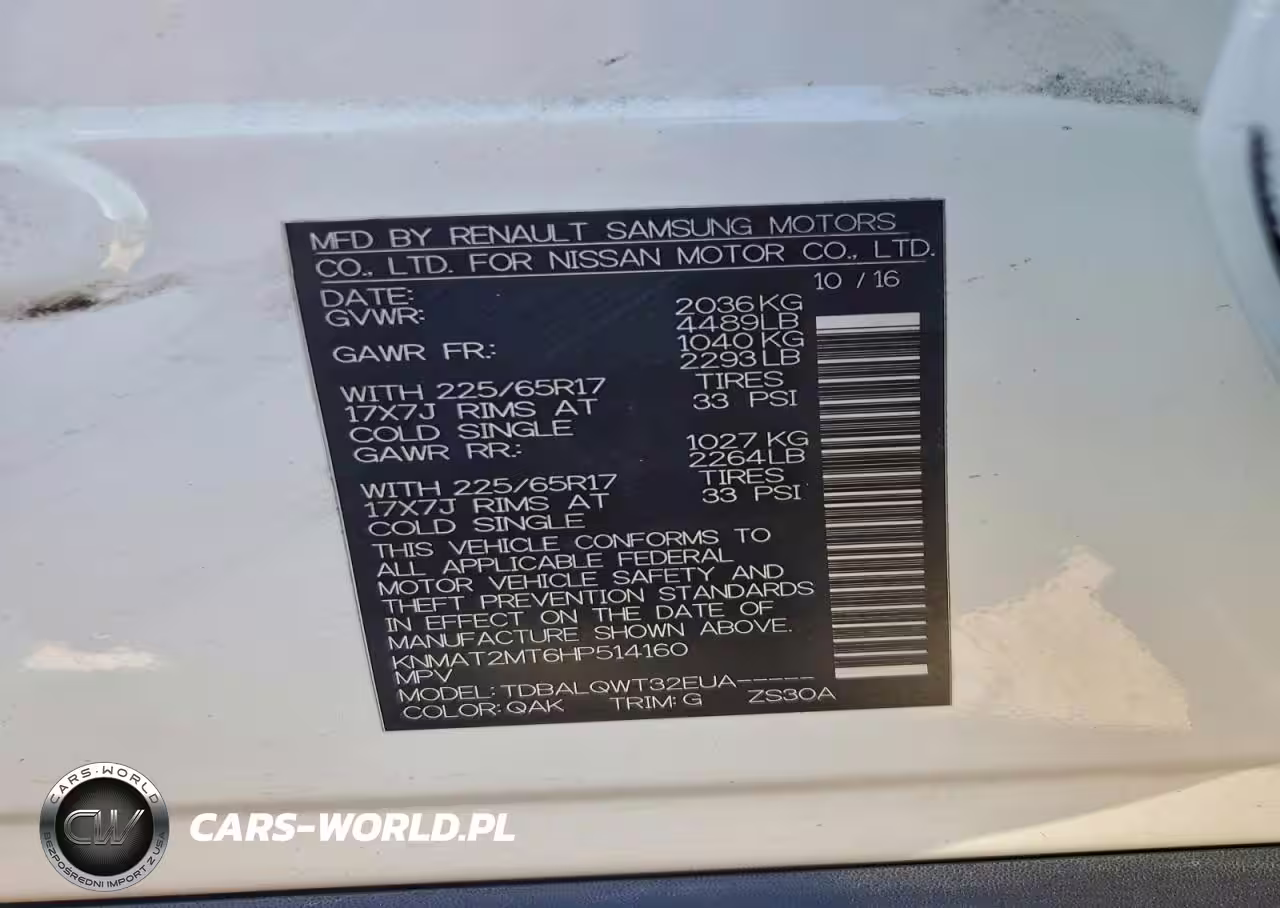 MFD BY RENAULT SAMSUNG MOTORS
CO., LTD. FOR NISSAN MOTOR CO., LTD.
DATE: 10 / 16
GVWR: 2036 KG
4489 LB
GAWR FR.: 1040 KG
2293 LB
WITH 225/65R17 TIRES
17X7J RIMS AT 33 PSI
COLD SINGLE
GAWR RR.: 1027 KG
2264 LB
WITH 225/65R17 TIRES
17X7J RIMS AT 33 PSI
COLD SINGLE
THIS VEHICLE CONFORMS TO
ALL APPLICABLE FEDERAL
MOTOR VEHICLE SAFETY AND
THEFT PREVENTION STANDARDS
IN EFFECT ON THE DATE OF
MANUFACTURE SHOWN ABOVE.
KNMAT2MT6HP514160
MPV
MODEL: TDBALQWT32EUA-----
COLOR: QAK TRIM: G ZS30A
CARS-WORLD
CW
BEZPOŚREDNI IMPORT Z USA
CARS-WORLD.PL